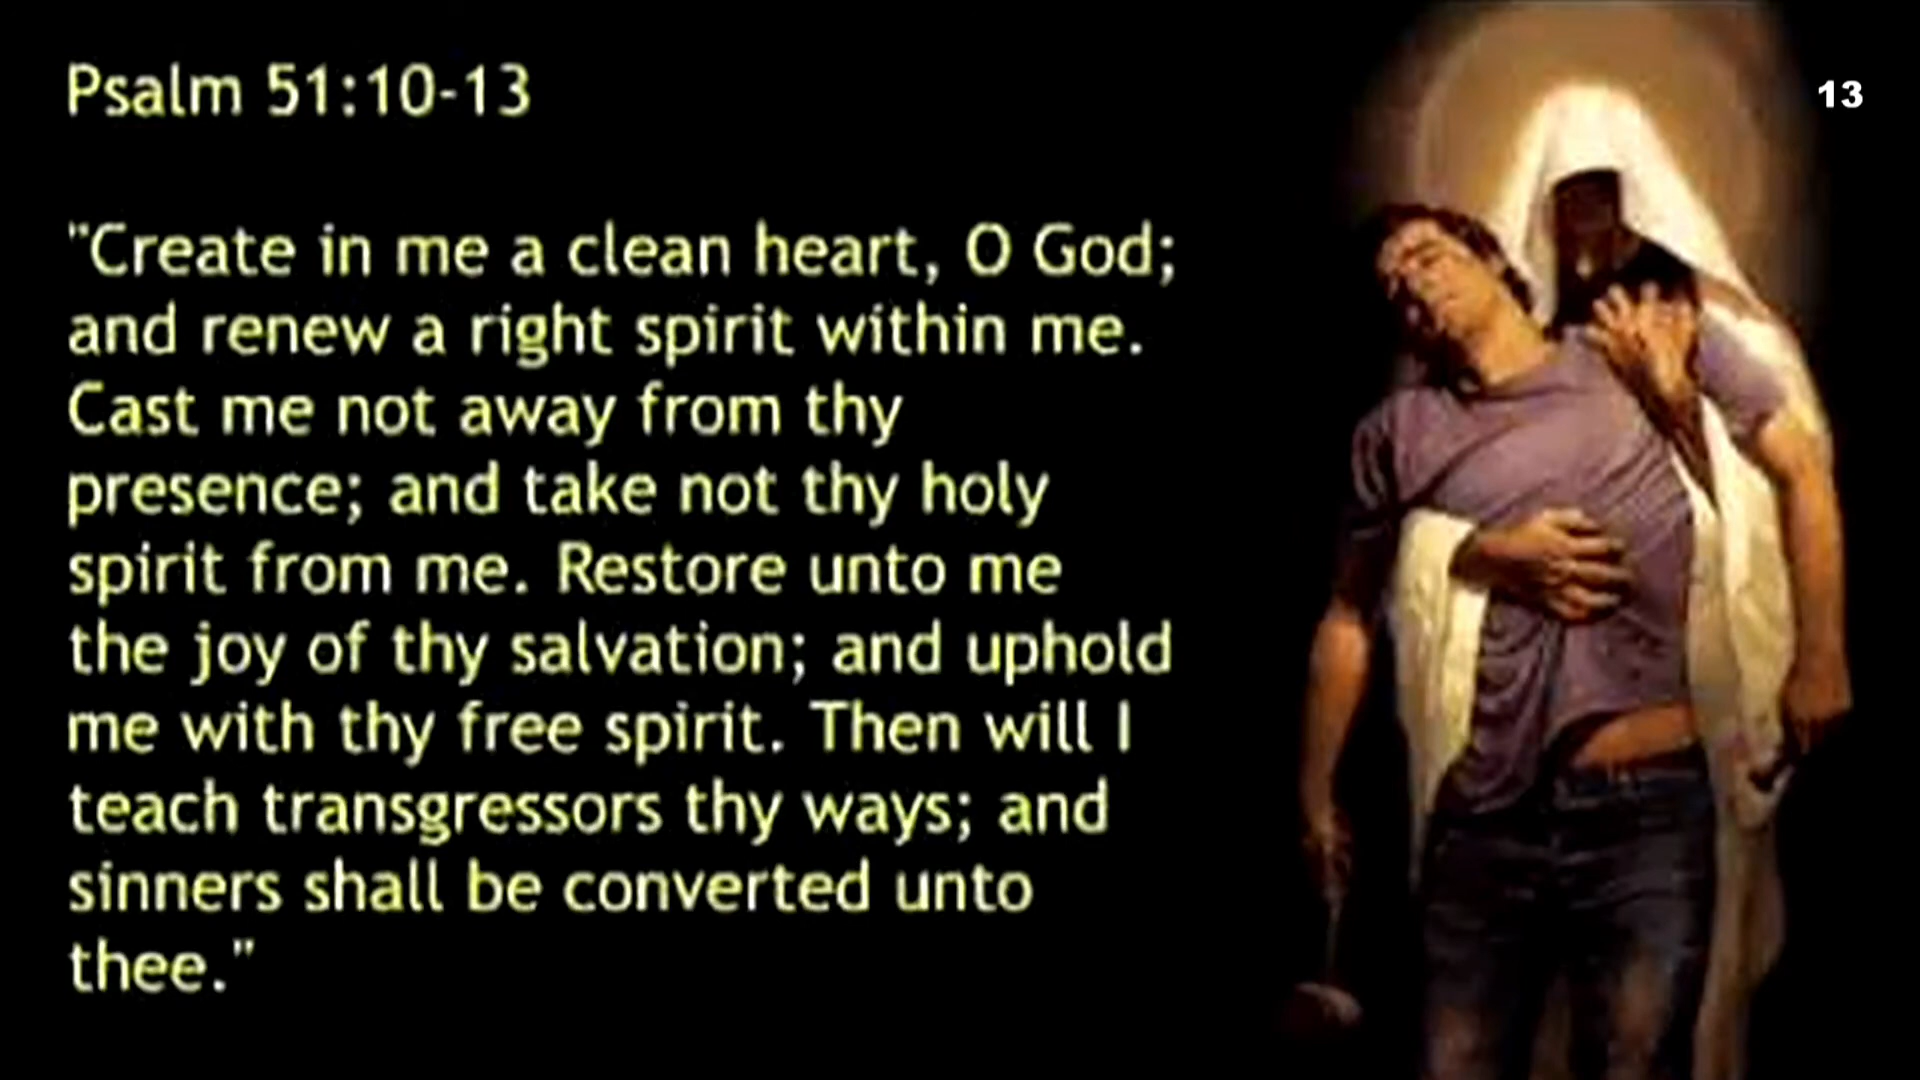 Psalm 51:10-13
13
"Create in me a clean heart, O God;
and renew a right spirit within me.
Cast me not away from thy
presence; and take not thy holy
spirit from me. Restore unto me
the joy of thy salvation; and uphold
me with thy free spirit. Then will I
teach transgressors thy ways; and
sinners shall be converted unto
thee."